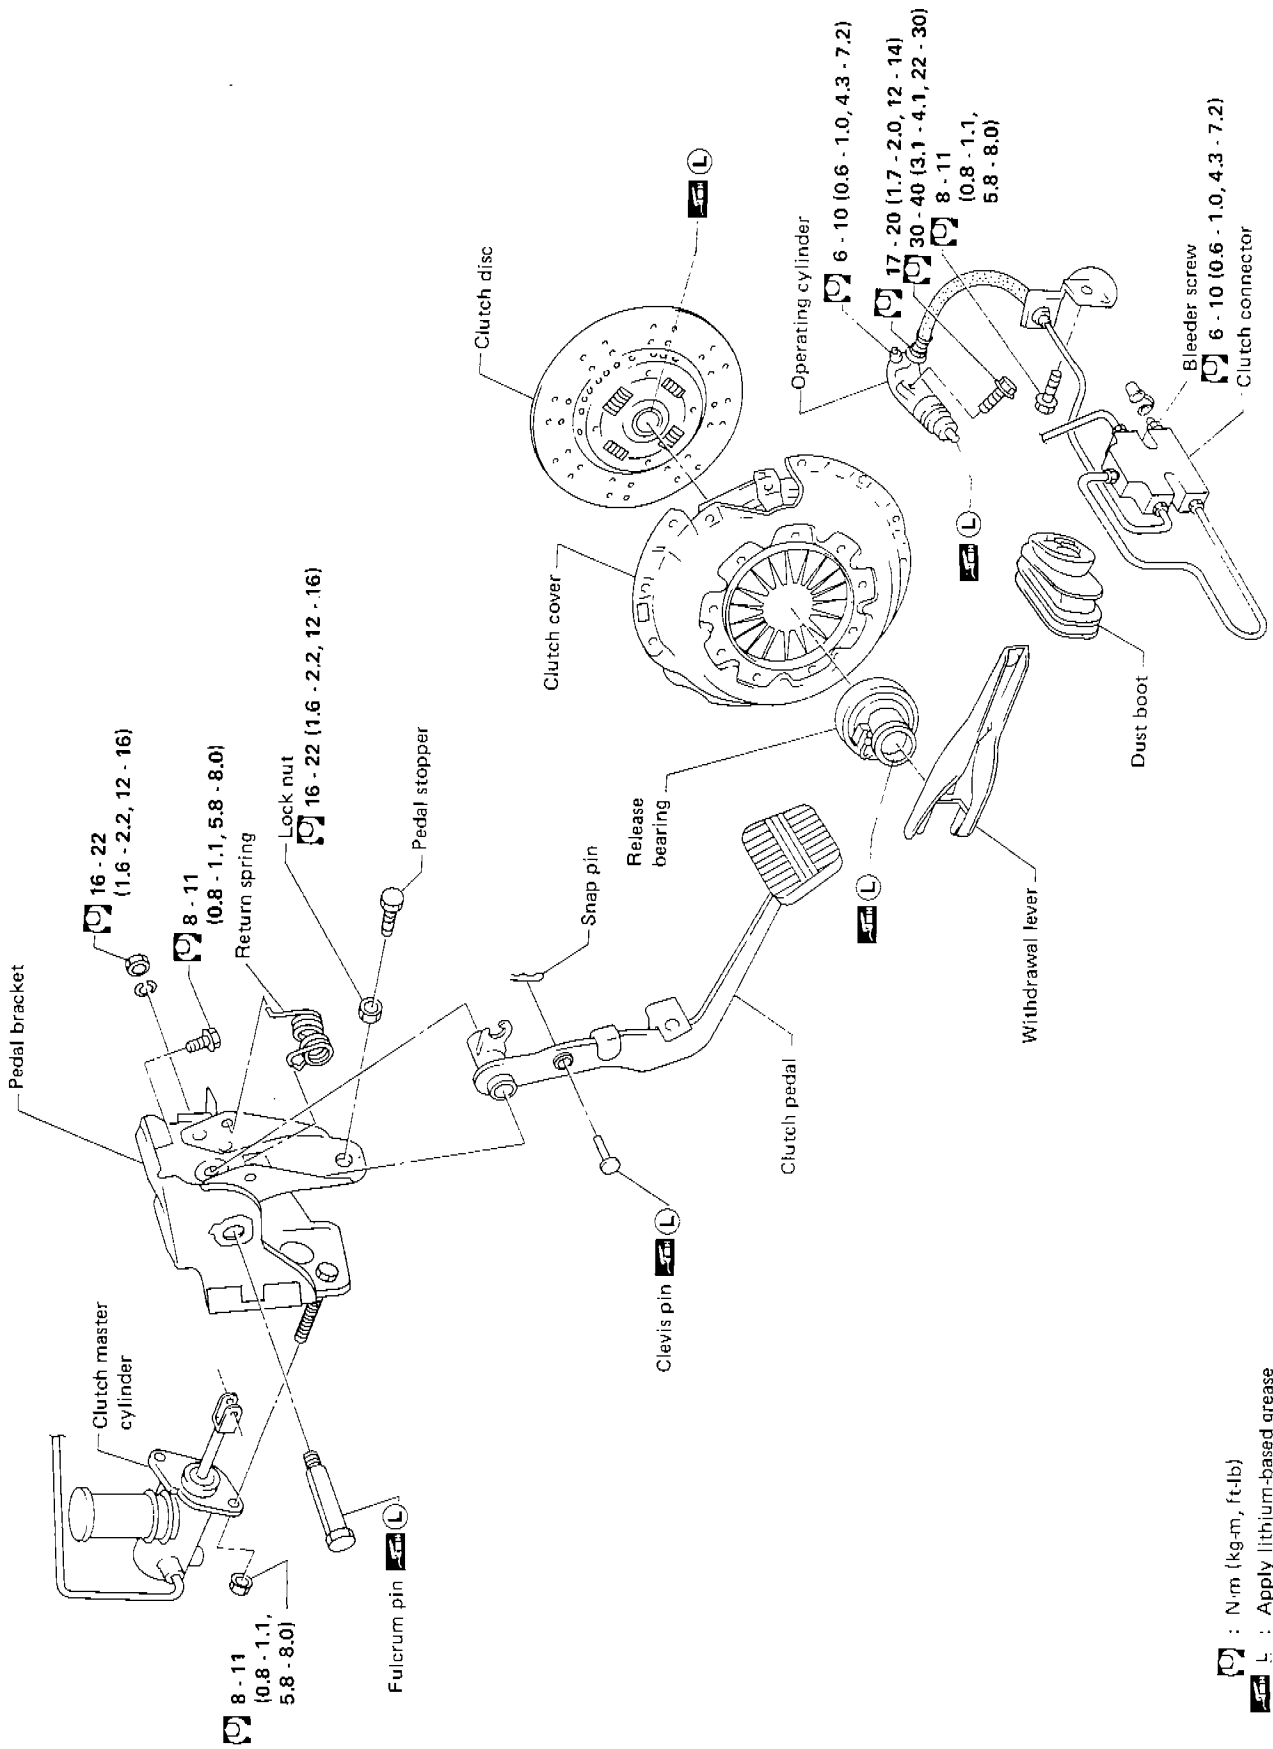 Pedal bracket
16 - 22
(1.6 - 2.2, 12 - 16)
8 - 11
(0.8 - 1.1, 5.8 - 8.0)
Return spring
Lock nut
16 - 22 (1.6 - 2.2, 12 - 16)
Pedal stopper
Clutch master
cylinder
8 - 11
(0.8 - 1.1,
5.8 - 8.0)
Fulcrum pin L
Snap pin
Clevis pin L
Clutch pedal
Clutch disc
L
Clutch cover
Release
bearing
L
Withdrawal lever
Operating cylinder
6 - 10 (0.6 - 1.0, 4.3 - 7.2)
17 - 20 (1.7 - 2.0, 12 - 14)
30 - 40 (3.1 - 4.1, 22 - 30)
8 - 11
(0.8 - 1.1,
5.8 - 8.0)
L
Dust boot
Bleeder screw
6 - 10 (0.6 - 1.0, 4.3 - 7.2)
Clutch connector
: N·m (kg-m, ft-lb)
L : Apply lithium-based grease